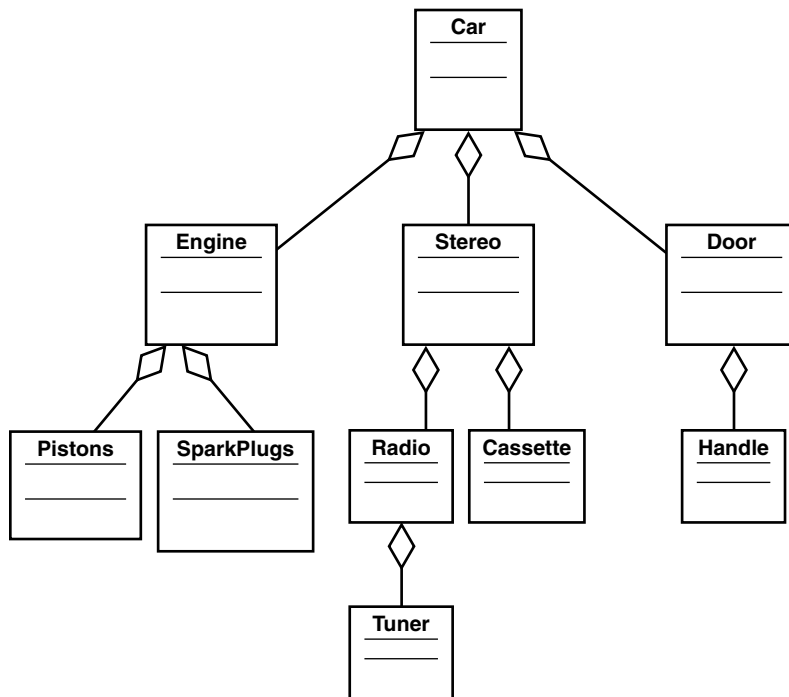 Car
Engine
Stereo
Door
Pistons
SparkPlugs
Radio
Cassette
Handle
Tuner